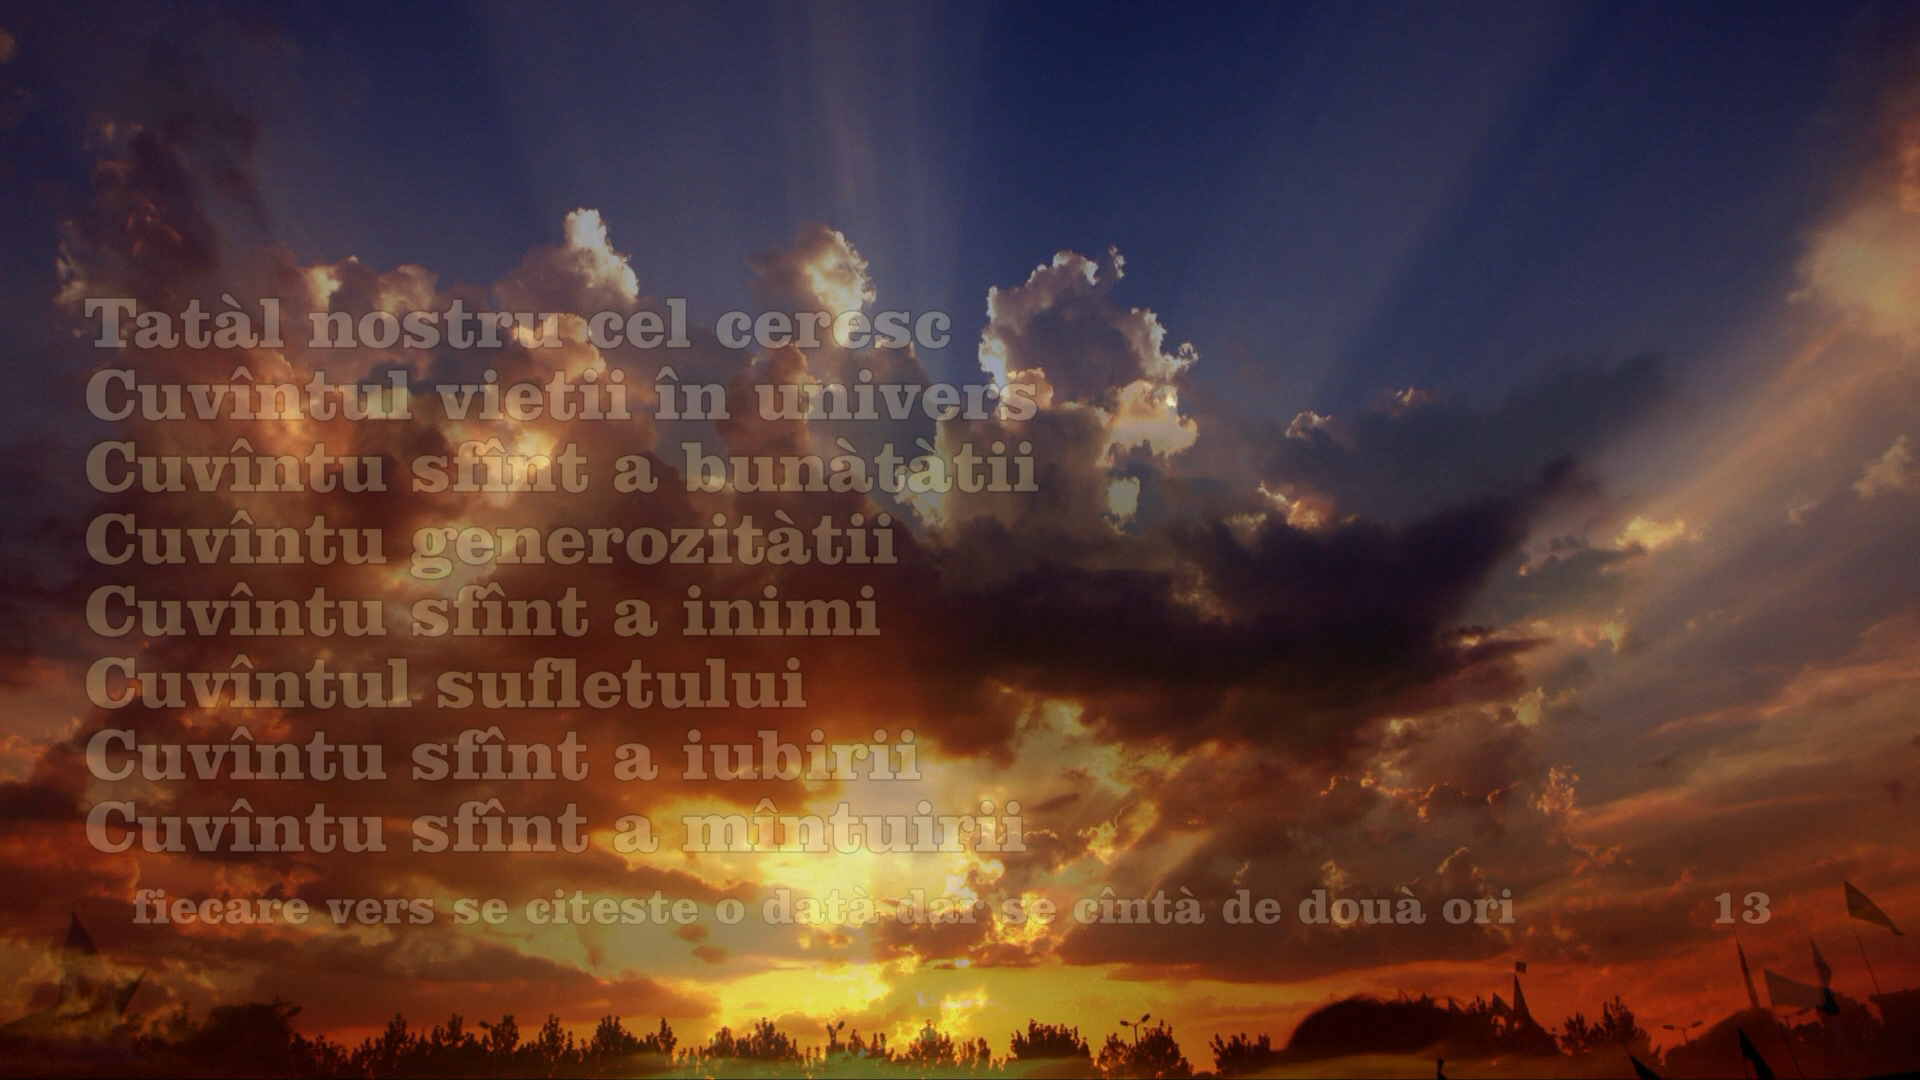 Tatàl nostru cel ceresc
Cuvîntul vietii în univers
Cuvîntu sfînt a bunàtàtii
Cuvîntu generozitàtii
Cuvîntu sfînt a inimi
Cuvîntul sufletului
Cuvîntu sfînt a iubirii
Cuvîntu sfînt a mîntuirii
fiecare vers se citeste o datà dar se cîntà de douà ori 13